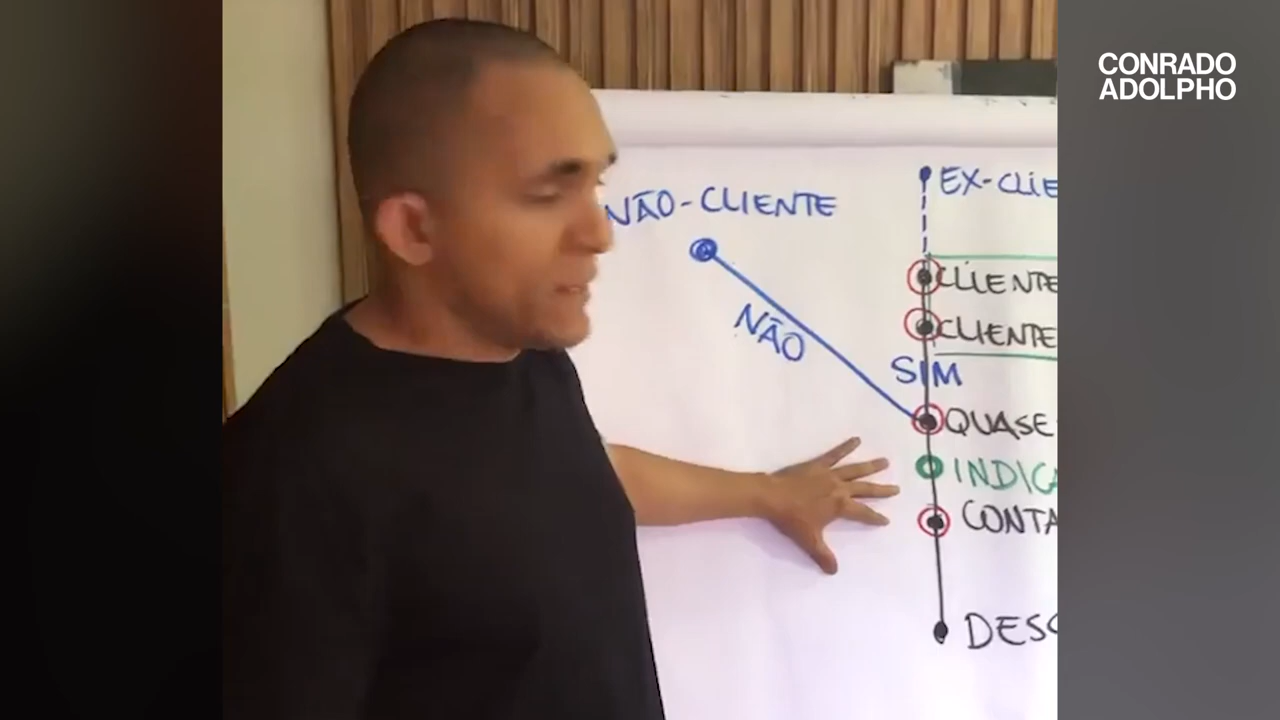 CONRADO
ADOLPHO
NÃO-CLIENTE
NÃO
EX-CLIE
CLIENTE
CLIENTE
SIM
QUASE
INDICA
CONTA
DESC